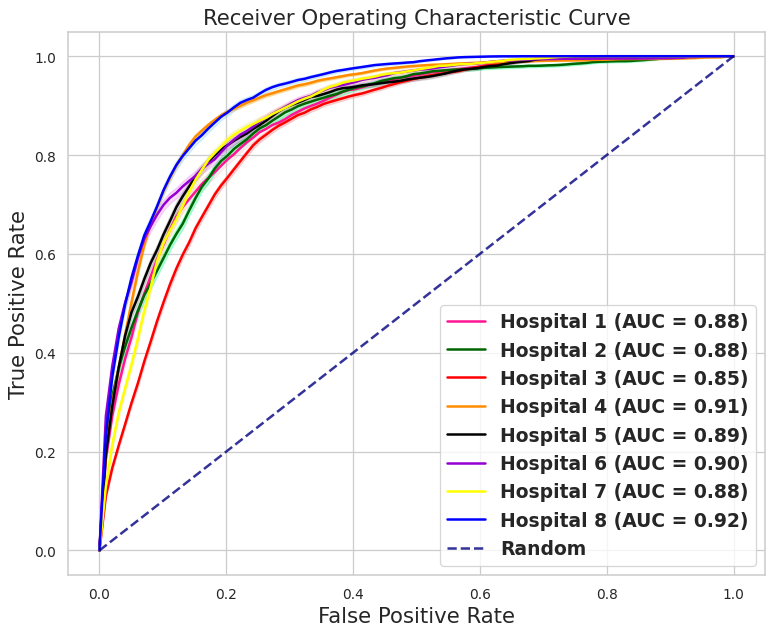 Receiver Operating Characteristic Curve
True Positive Rate
1.0
0.8
0.6
0.4
0.2
0.0
Hospital 1 (AUC = 0.88)
Hospital 2 (AUC = 0.88)
Hospital 3 (AUC = 0.85)
Hospital 4 (AUC = 0.91)
Hospital 5 (AUC = 0.89)
Hospital 6 (AUC = 0.90)
Hospital 7 (AUC = 0.88)
Hospital 8 (AUC = 0.92)
Random
0.0 0.2 0.4 0.6 0.8 1.0
False Positive Rate